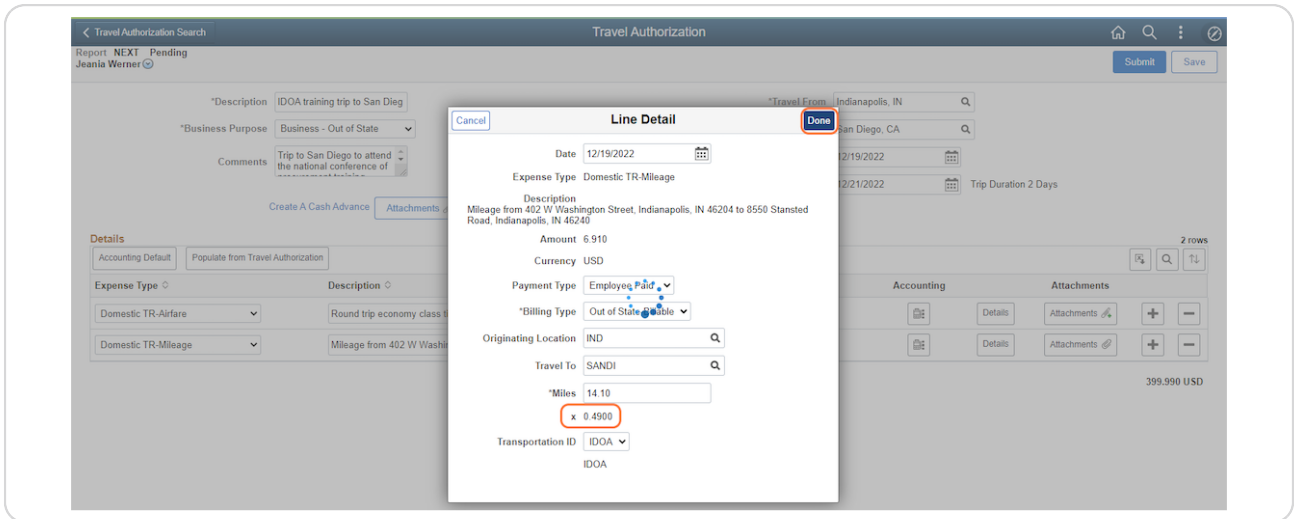 Travel Authorization Search
Travel Authorization
Report NEXT Pending
Jeania Werner
Submit
Save
*Description IDOA training trip to San Dieg
*Travel From Indianapolis, IN
*Business Purpose Business - Out of State
San Diego, CA
Comments Trip to San Diego to attend
the national conference of
12/19/2022
12/21/2022 Trip Duration 2 Days
Create A Cash Advance Attachments
Details
2 rows
Accounting Default Populate from Travel Authorization
Expense Type Description Accounting Attachments
Domestic TR-Airfare Round trip economy class ti Details Attachments
Domestic TR-Mileage Mileage from 402 W Washi Details Attachments
399.990 USD
Cancel Line Detail Done
Date 12/19/2022
Expense Type Domestic TR-Mileage
Description
Mileage from 402 W Washington Street, Indianapolis, IN 46204 to 8550 Stansted
Road, Indianapolis, IN 46240
Amount 6.910
Currency USD
Payment Type Employee Paid
*Billing Type Out of State Billable
Originating Location IND
Travel To SANDI
*Miles 14.10
x 0.4900
Transportation ID IDOA
IDOA